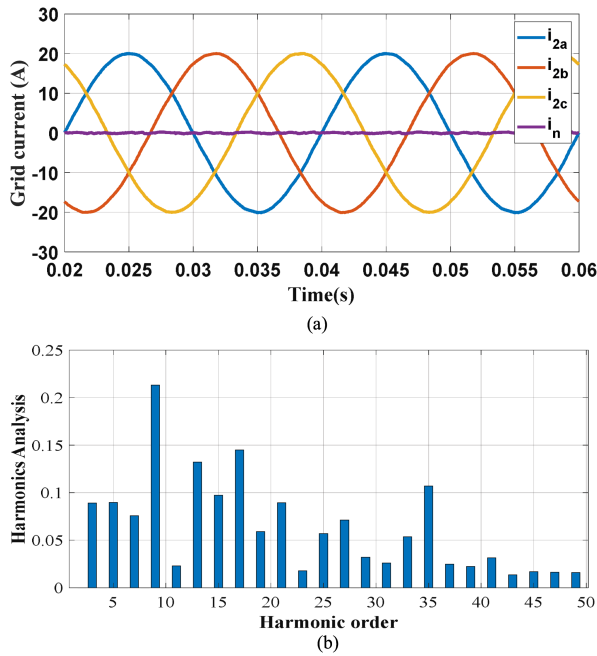 30
20
10
0
-10
-20
-30
Grid current (A)
i2a
i2b
i2c
in
0.02 0.025 0.03 0.035 0.04 0.045 0.05 0.055 0.06
Time(s)
(a)
0.25
0.2
0.15
0.1
0.05
0
Harmonics Analysis
5 10 15 20 25 30 35 40 45 50
Harmonic order
(b)